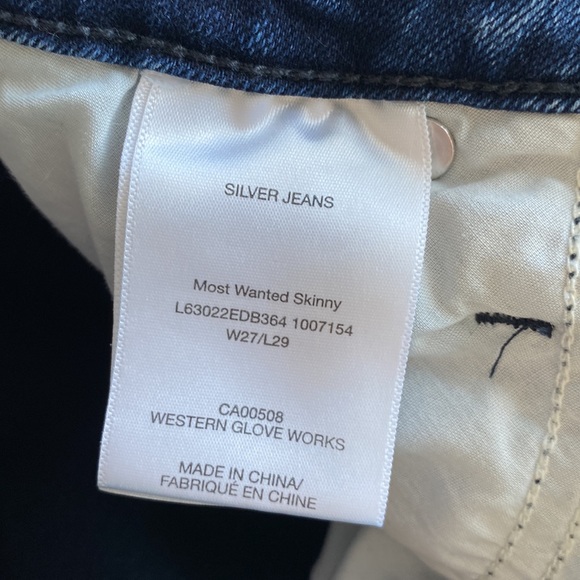 SILVER JEANS
Most Wanted Skinny
L63022EDB364 1007154
W27/L29
CA00508
WESTERN GLOVE WORKS
MADE IN CHINA/
FABRIQUÉ EN CHINE